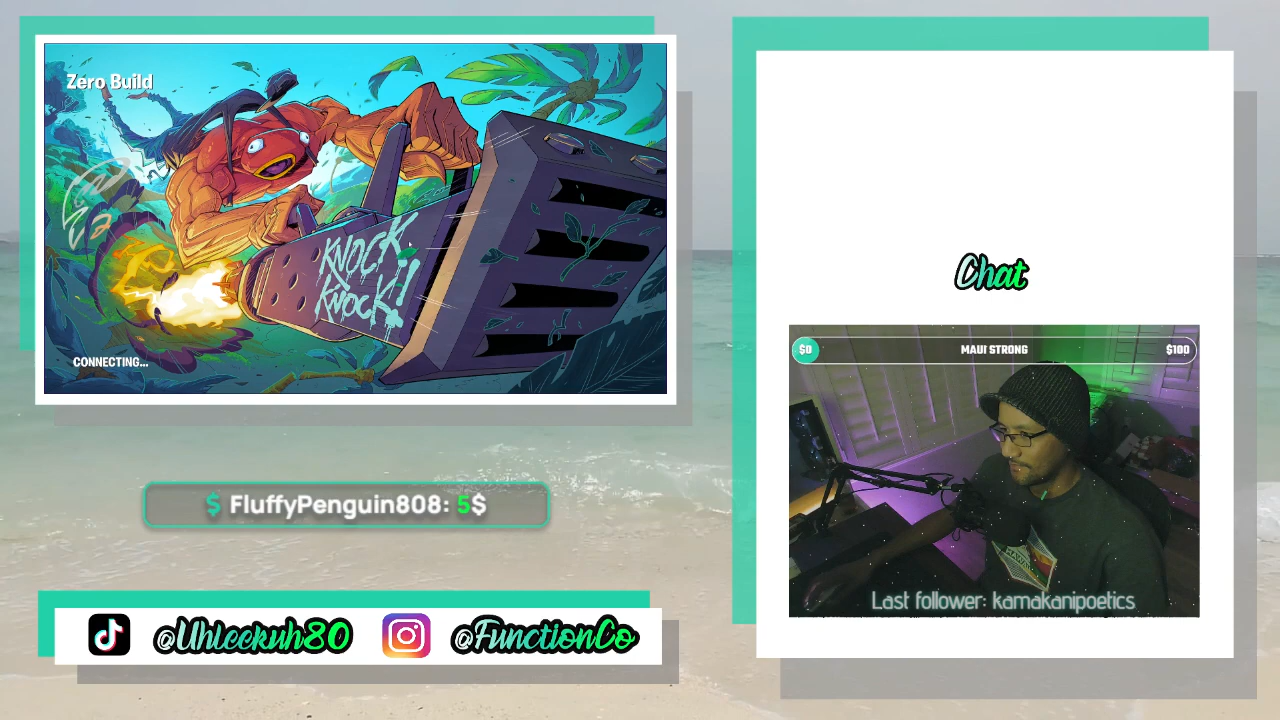 Zero Build
KNOCK
KNOCK!
CONNECTING...
Chat
$0 MAUI STRONG $100
$ FluffyPenguin808: 5$
Last follower: kamakanipoetics
@Uhleekuh80 @FunctionCo